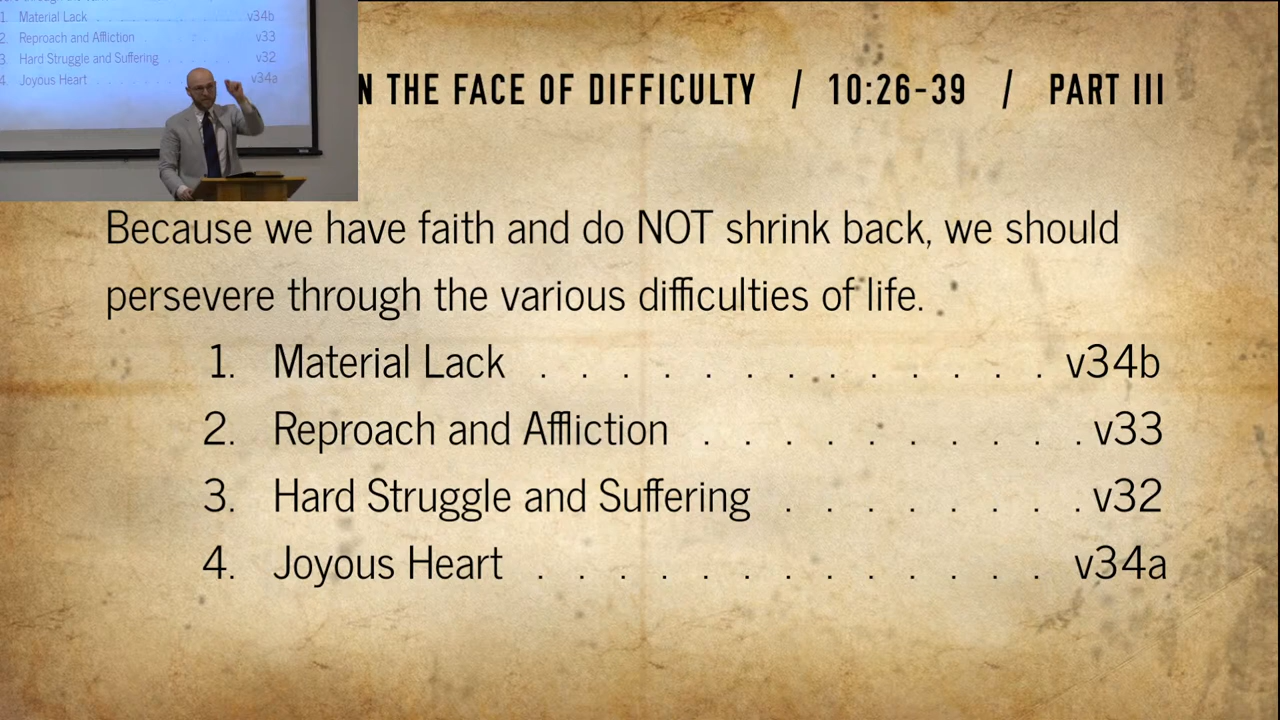 1. Material Lack . . . . . . . . . . v34b
2. Reproach and Affliction . . . . v33
3. Hard Struggle and Suffering . . . v32
4. Joyous Heart . . . . . . . . . . v34a
N THE FACE OF DIFFICULTY / 10:26-39 / PART III
Because we have faith and do NOT shrink back, we should
persevere through the various difficulties of life.
1. Material Lack . . . . . . . . . . . . . v34b
2. Reproach and Affliction . . . . . . . . . . v33
3. Hard Struggle and Suffering . . . . . . . . v32
4. Joyous Heart . . . . . . . . . . . . . v34a